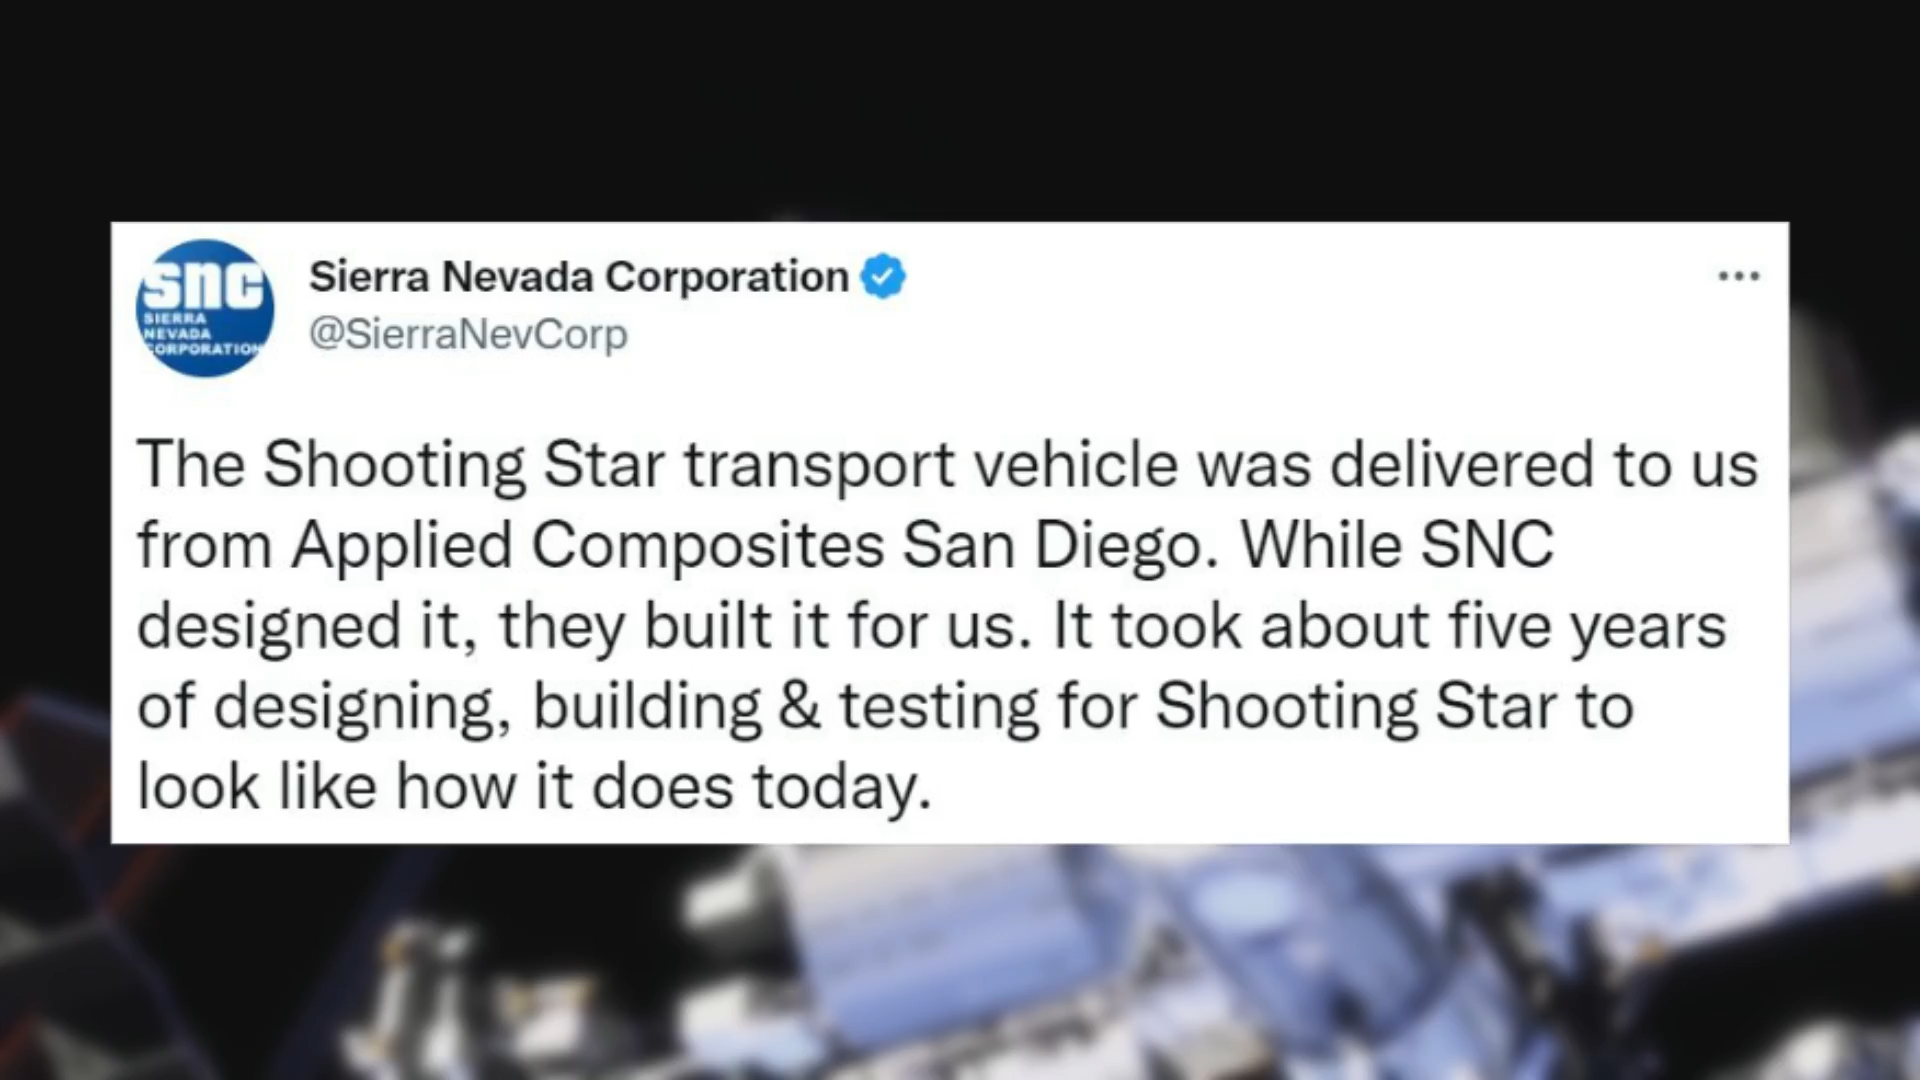 snc
SIERRA
NEVADA
CORPORATION
Sierra Nevada Corporation
@SierraNevCorp
The Shooting Star transport vehicle was delivered to us
from Applied Composites San Diego. While SNC
designed it, they built it for us. It took about five years
of designing, building & testing for Shooting Star to
look like how it does today.